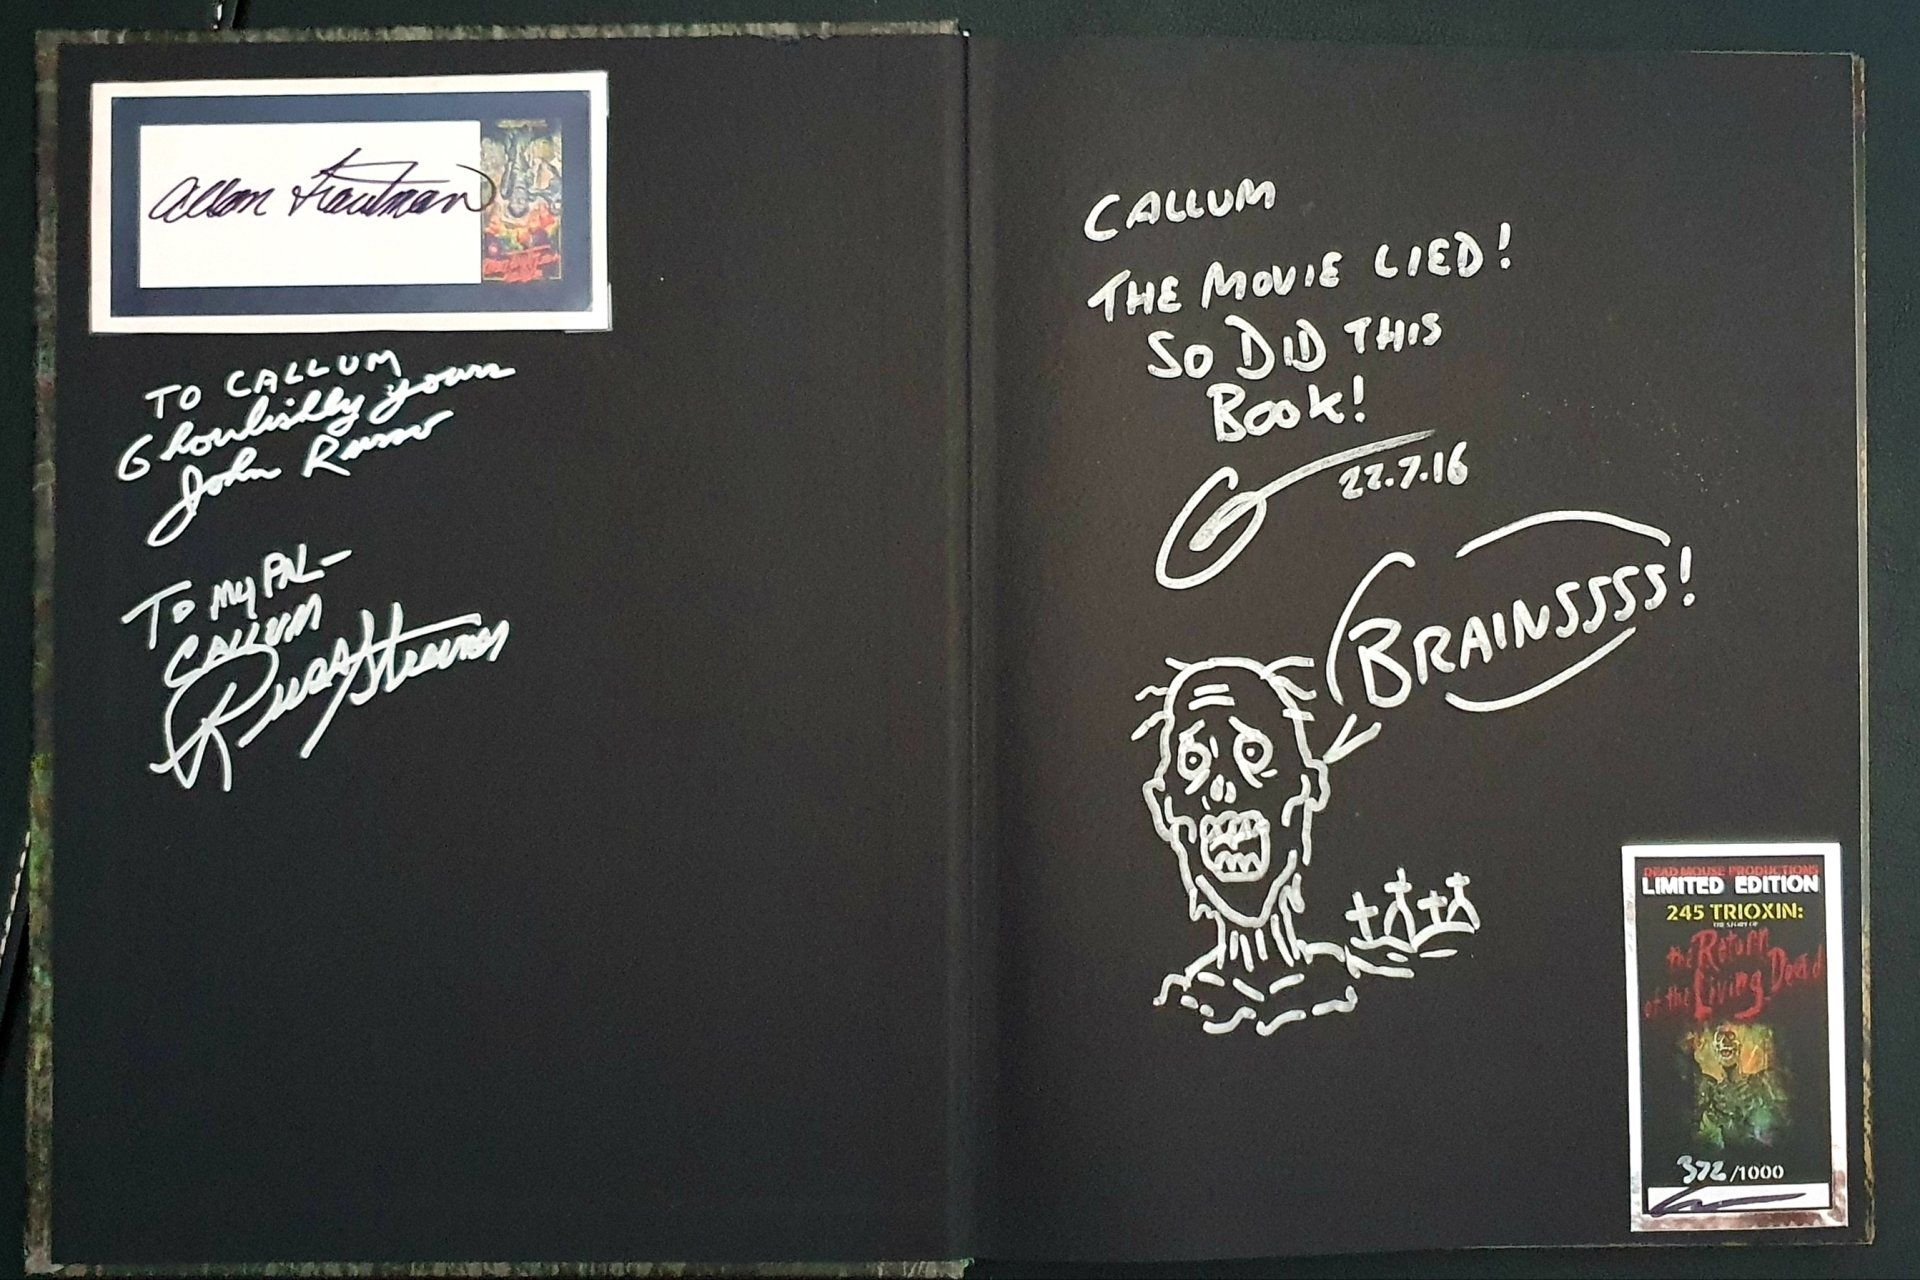 Allan Trautman
TO CALLUM
Ghoulishly yours
John Russo
TO MY PAL-
CALLUM
Russ Streiner
CALLUM
THE MOVIE LIED!
SO DID THIS
BOOK!
22.7.16
BRAINSSSS!
DEAD MOUSE PRODUCTIONS
LIMITED EDITION
245 TRIOXIN:
THE STORY OF
the Return
of the Living Dead
372/1000